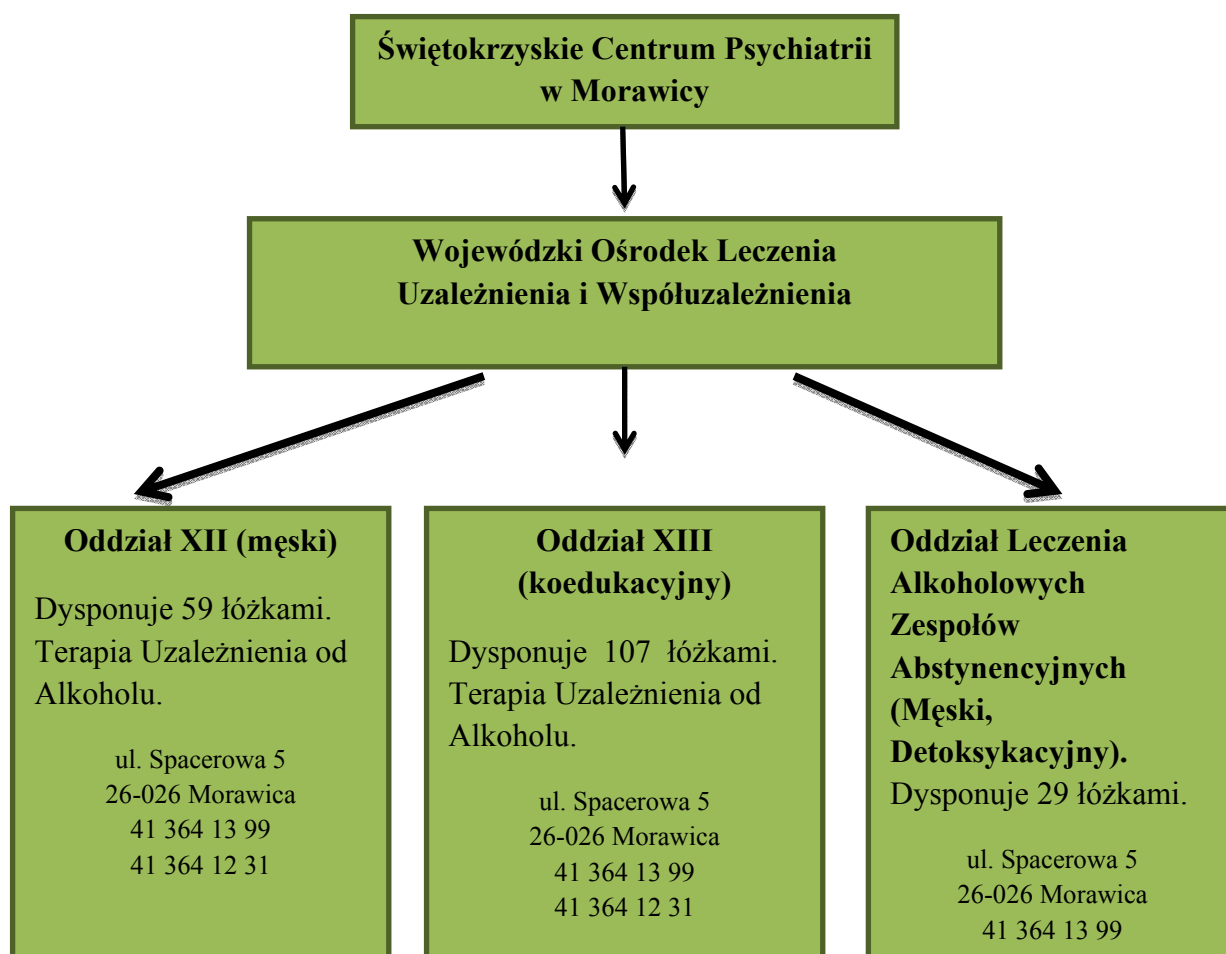 Świętokrzyskie Centrum Psychiatrii
w Morawicy
Wojewódzki Ośrodek Leczenia
Uzależnienia i Współuzależnienia
Oddział XII (męski)
Dysponuje 59 łóżkami.
Terapia Uzależnienia od
Alkoholu.
ul. Spacerowa 5
26-026 Morawica
41 364 13 99
41 364 12 31
Oddział XIII
(koedukacyjny)
Dysponuje 107 łóżkami.
Terapia Uzależnienia od
Alkoholu.
ul. Spacerowa 5
26-026 Morawica
41 364 13 99
41 364 12 31
Oddział Leczenia
Alkoholowych
Zespołów
Abstynencyjnych
(Męski,
Detoksykacyjny).
Dysponuje 29 łóżkami.
ul. Spacerowa 5
26-026 Morawica
41 364 13 99